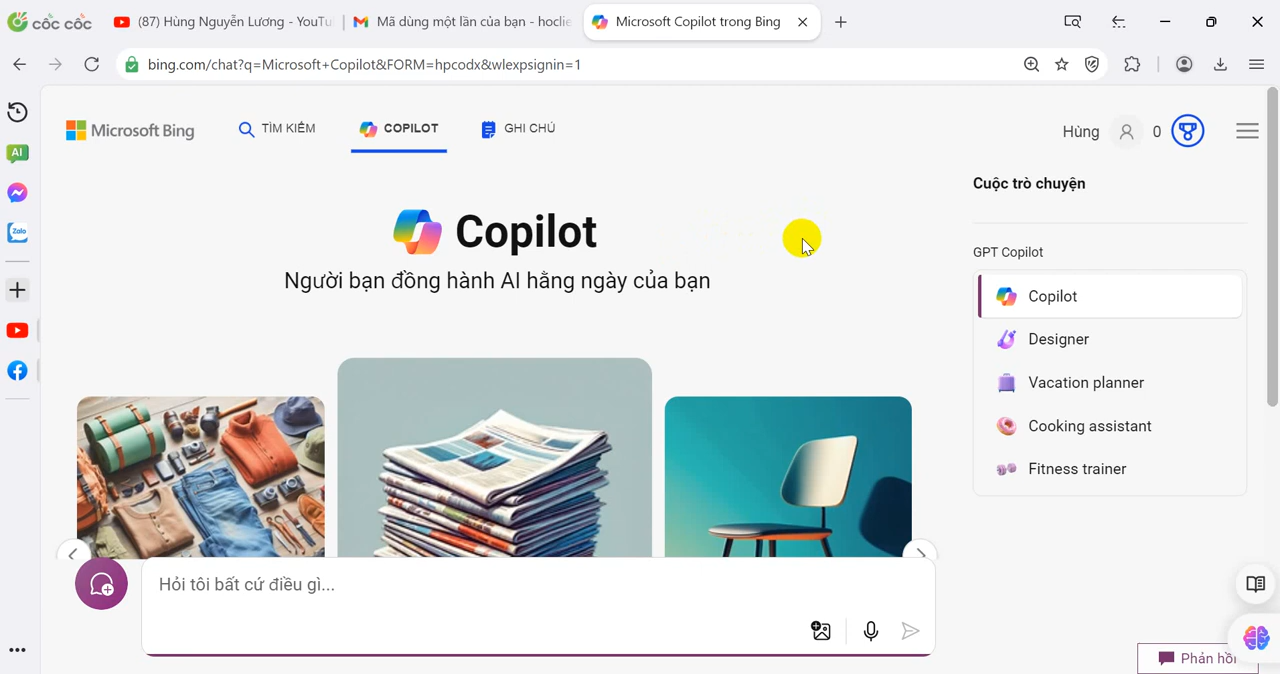 cốc cốc
(87) Hùng Nguyễn Lương - YouTu
Mã dùng một lần của bạn - hoclie
Microsoft Copilot trong Bing
bing.com/chat?q=Microsoft+Copilot&FORM=hpcodx&wlexpsignin=1
AI
Zalo
Microsoft Bing
TÌM KIẾM
COPILOT
GHI CHÚ
Hùng
0
Copilot
Người bạn đồng hành AI hằng ngày của bạn
Cuộc trò chuyện
GPT Copilot
Copilot
Designer
Vacation planner
Cooking assistant
Fitness trainer
Hỏi tôi bất cứ điều gì...
Phản hồi